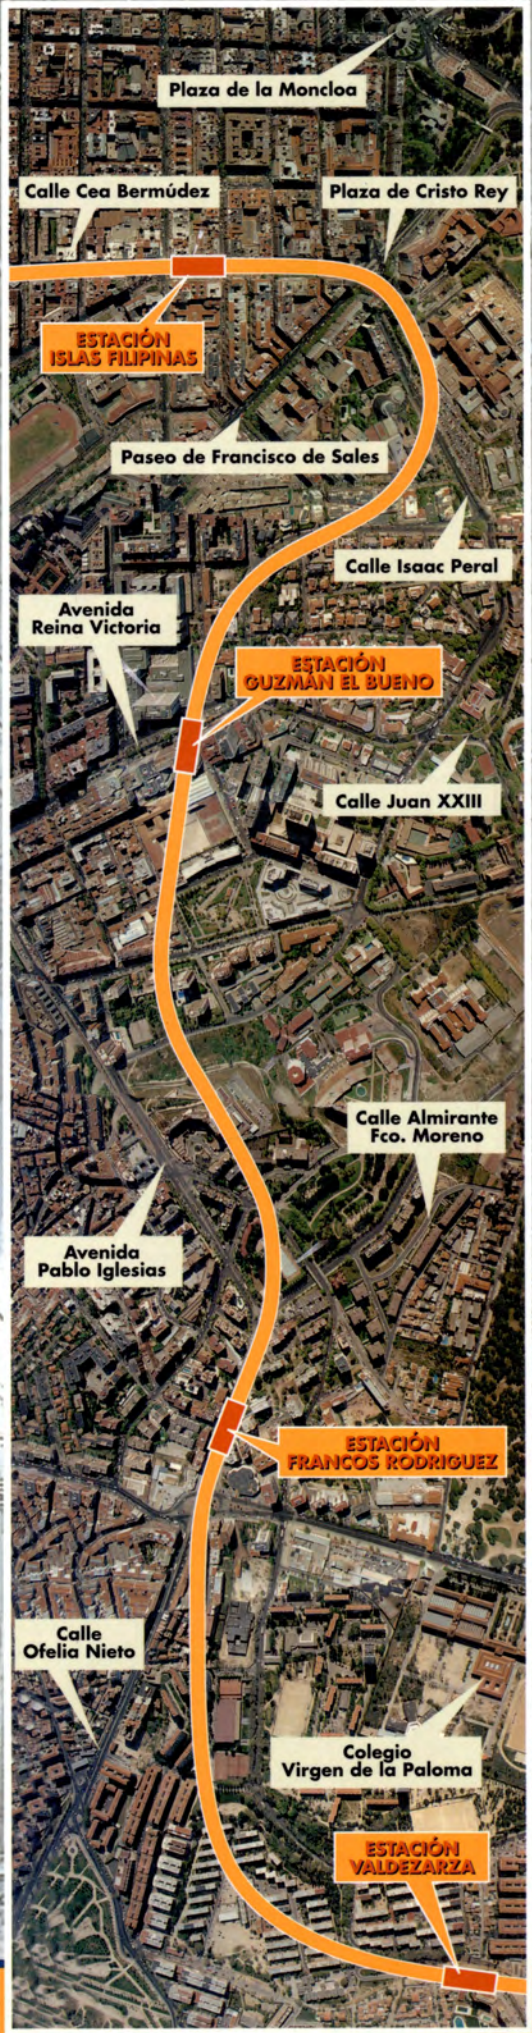 Plaza de la Moncloa
Calle Cea Bermúdez
Plaza de Cristo Rey
ESTACIÓN
ISLAS FILIPINAS
Paseo de Francisco de Sales
Calle Isaac Peral
Avenida
Reina Victoria
ESTACIÓN
GUZMÁN EL BUENO
Calle Juan XXIII
Calle Almirante
Fco. Moreno
Avenida
Pablo Iglesias
ESTACIÓN
FRANCOS RODRIGUEZ
Calle
Ofelia Nieto
Colegio
Virgen de la Paloma
ESTACIÓN
VALDEZARZA